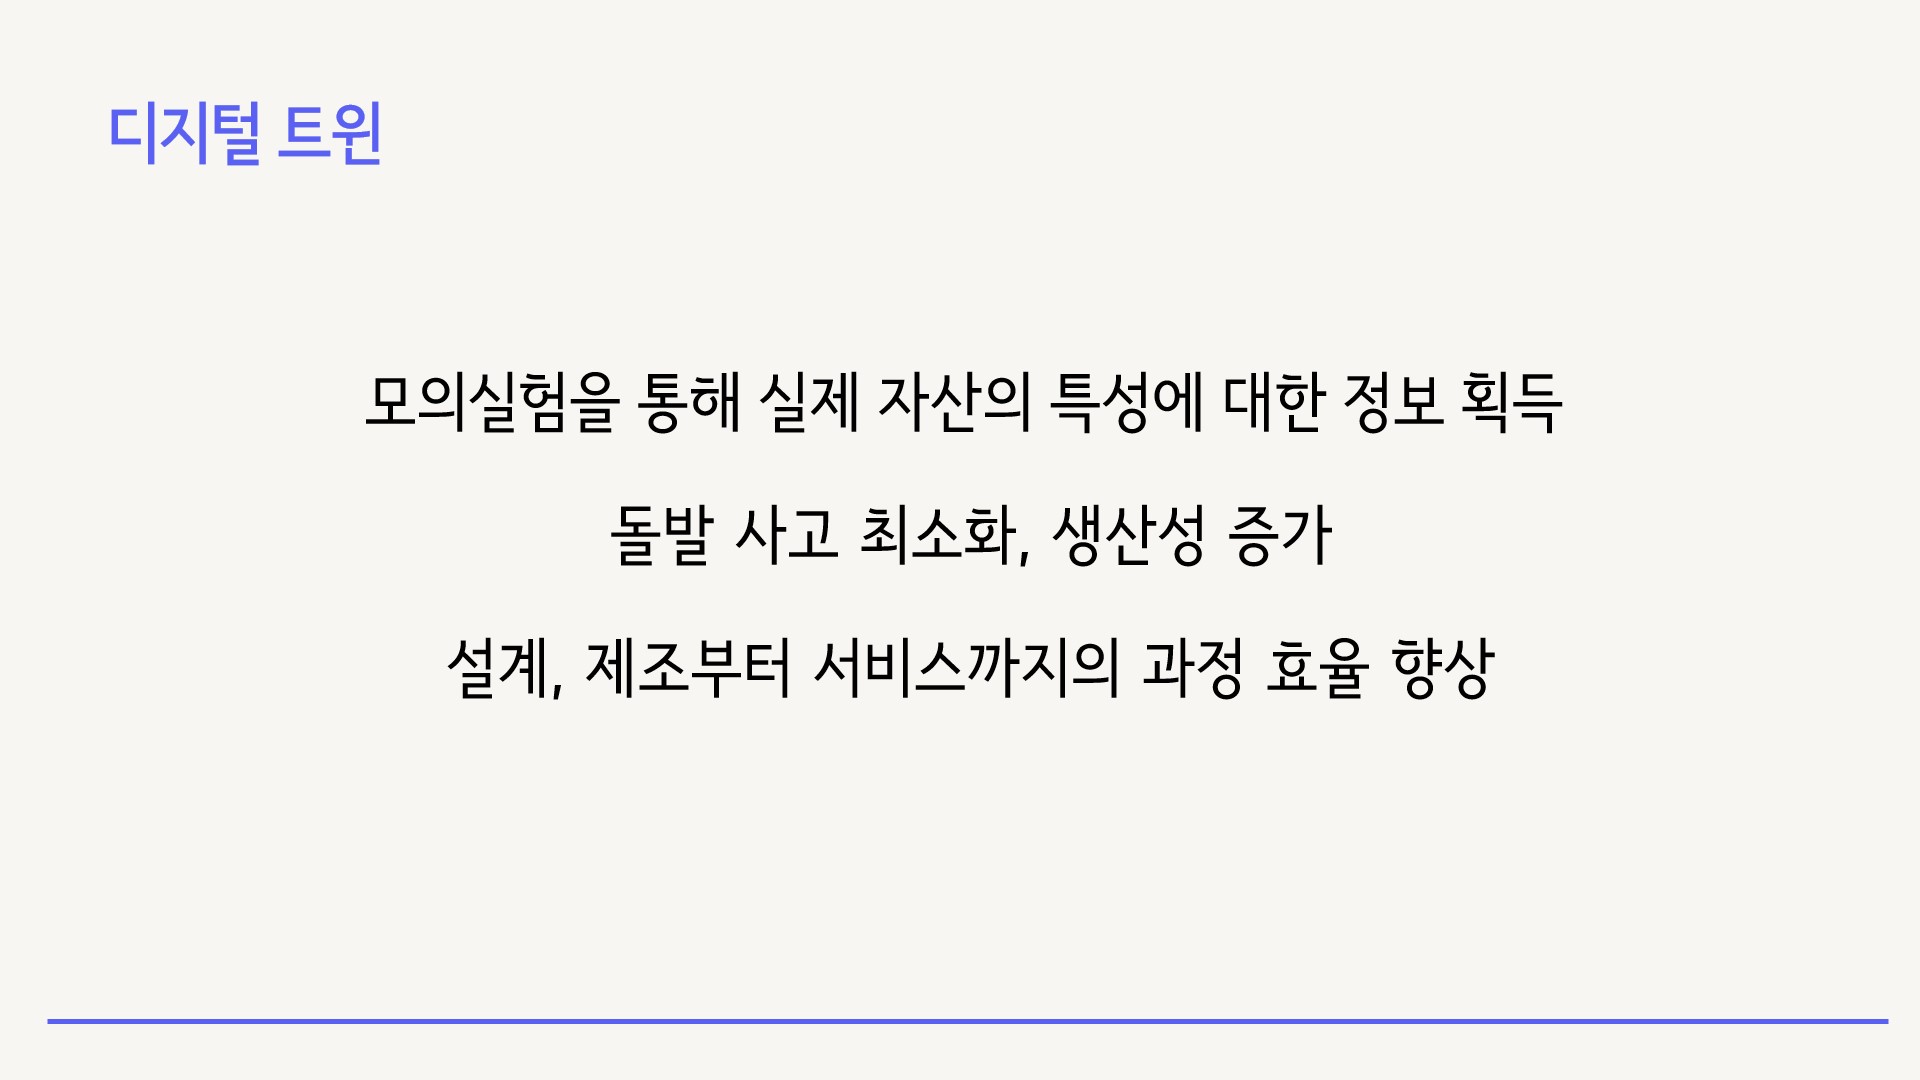 디지털 트윈
모의실험을 통해 실제 자산의 특성에 대한 정보 획득
돌발 사고 최소화, 생산성 증가
설계, 제조부터 서비스까지의 과정 효율 향상